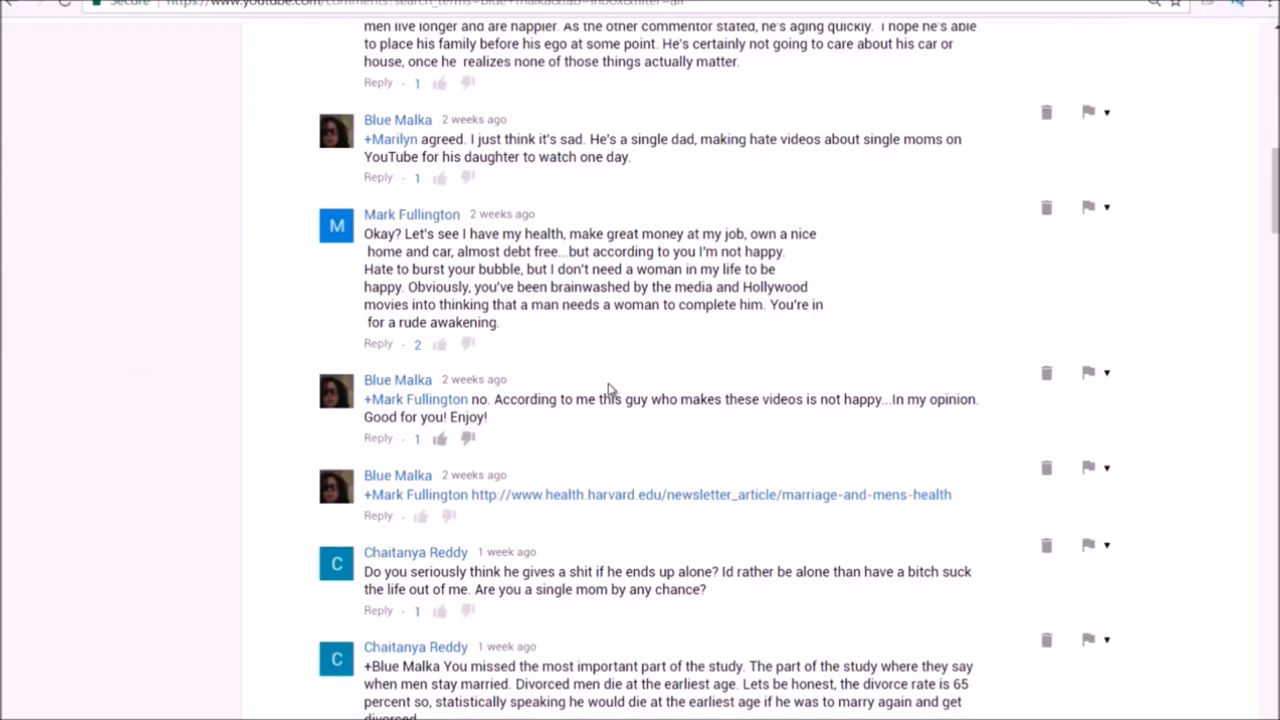 Secure
men live longer and are happier. As the other commentor stated, he's aging quickly. I hope he's able
to place his family before his ego at some point. He's certainly not going to care about his car or
house, once he realizes none of those things actually matter.
Reply · 1
Blue Malka 2 weeks ago
+Marilyn agreed. I just think it's sad. He's a single dad, making hate videos about single moms on
YouTube for his daughter to watch one day.
Reply · 1
M
Mark Fullington 2 weeks ago
Okay? Let's see I have my health, make great money at my job, own a nice
home and car, almost debt free...but according to you I'm not happy.
Hate to burst your bubble, but I don't need a woman in my life to be
happy. Obviously, you've been brainwashed by the media and Hollywood
movies into thinking that a man needs a woman to complete him. You're in
for a rude awakening.
Reply · 2
Blue Malka 2 weeks ago
+Mark Fullington no. According to me this guy who makes these videos is not happy...In my opinion.
Good for you! Enjoy!
Reply · 1
Blue Malka 2 weeks ago
+Mark Fullington http://www.health.harvard.edu/newsletter_article/marriage-and-mens-health
Reply ·
C
Chaitanya Reddy 1 week ago
Do you seriously think he gives a shit if he ends up alone? Id rather be alone than have a bitch suck
the life out of me. Are you a single mom by any chance?
Reply · 1
C
Chaitanya Reddy 1 week ago
+Blue Malka You missed the most important part of the study. The part of the study where they say
when men stay married. Divorced men die at the earliest age. Lets be honest, the divorce rate is 65
percent so, statistically speaking he would die at the earliest age if he was to marry again and get
divorced